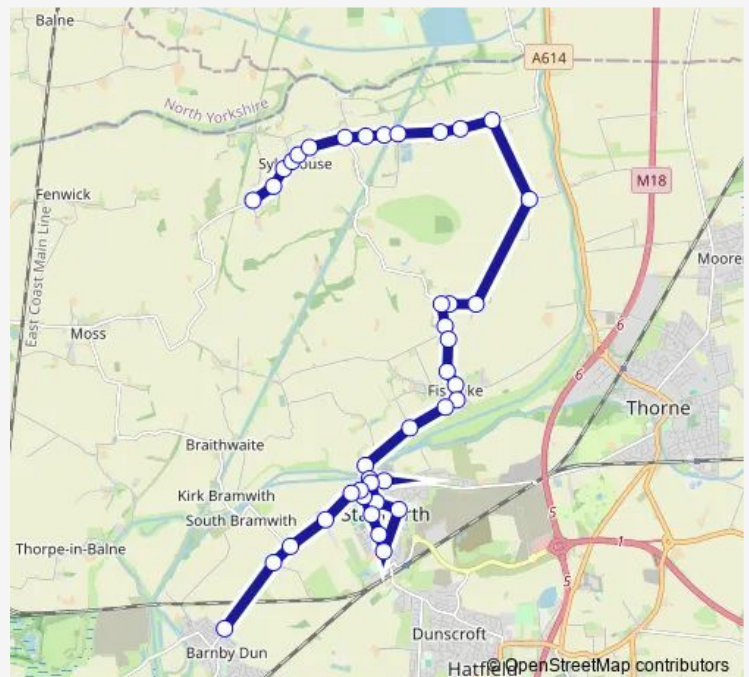 Balne
A614
North Yorkshire
M18
Fenwick
East Coast Main Line
Moore
Moss
6
6
Thorne
Braithwaite
Kirk Bramwith
South Bramwith
Thorpe-in-Balne
5
1
5
Dunscroft
Barnby Dun
Hatfield
© OpenStreetMap contributors